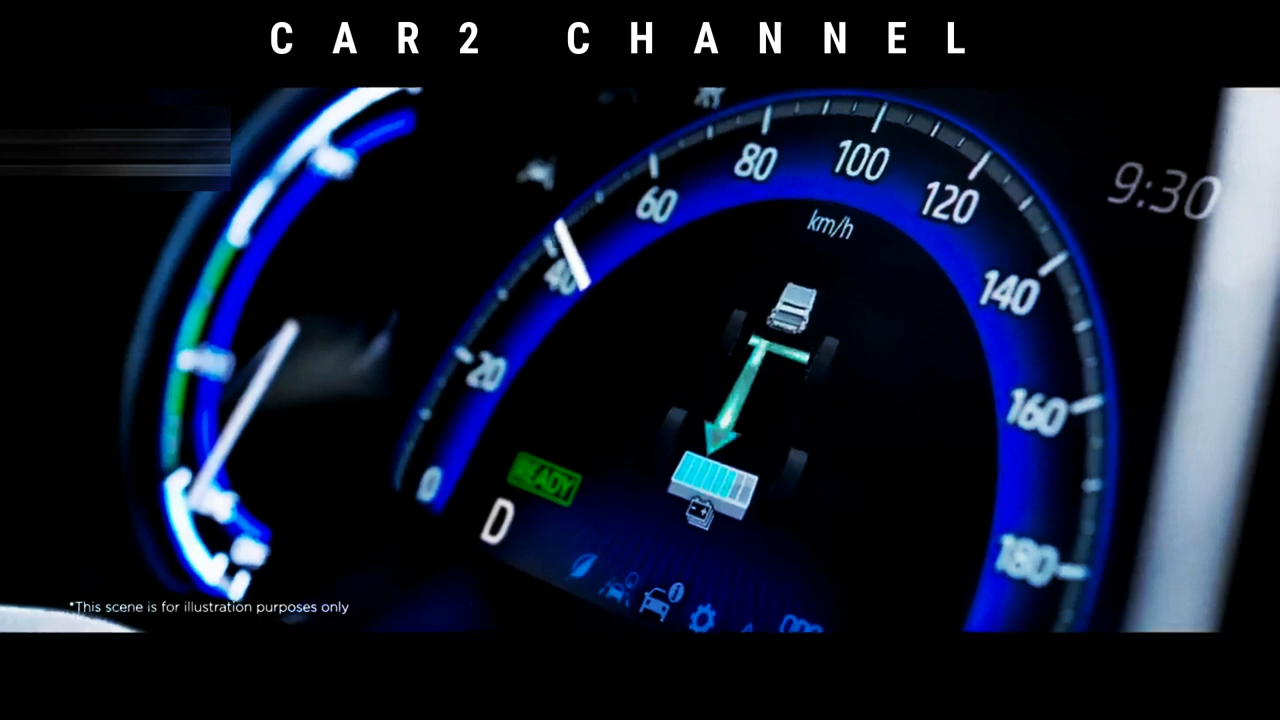 CAR2 CHANNEL
100
80
120
60
9:30
km/h
40
140
20
160
0
READY
D
180
*This scene is for illustration purposes only